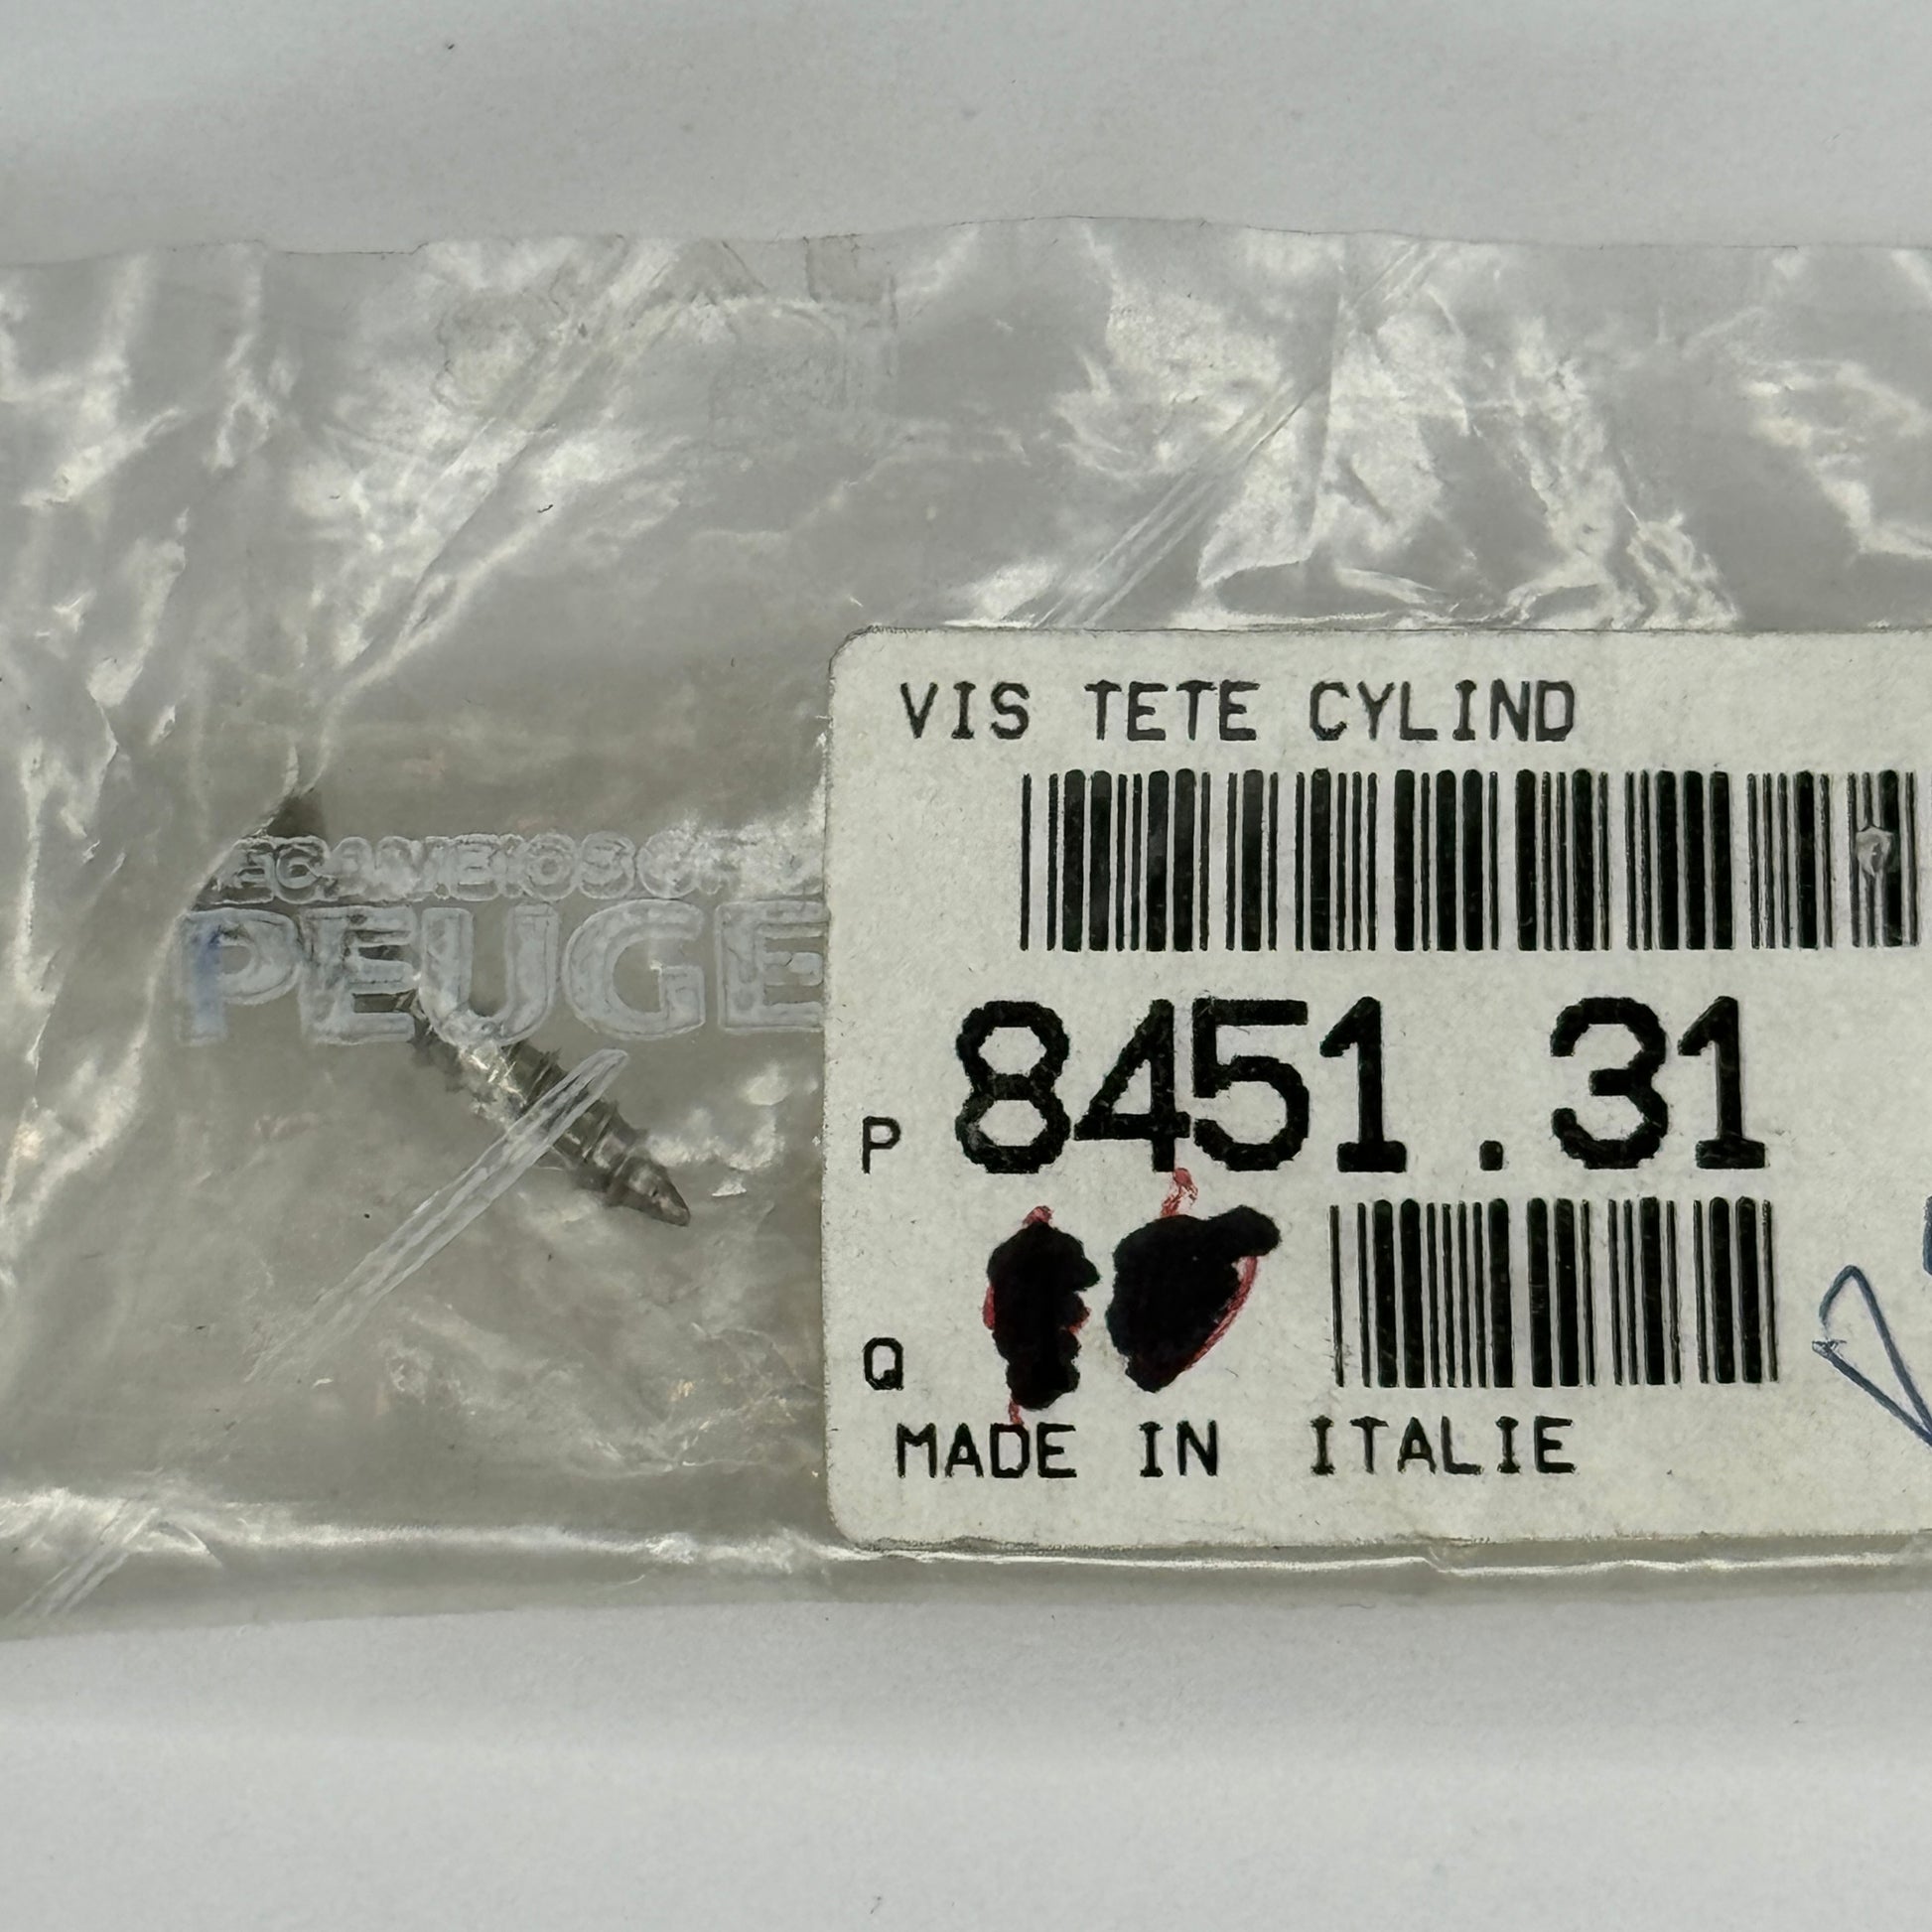 PEUGE
VIS TETE CYLIND
P 8451.31
Q
MADE IN ITALIE